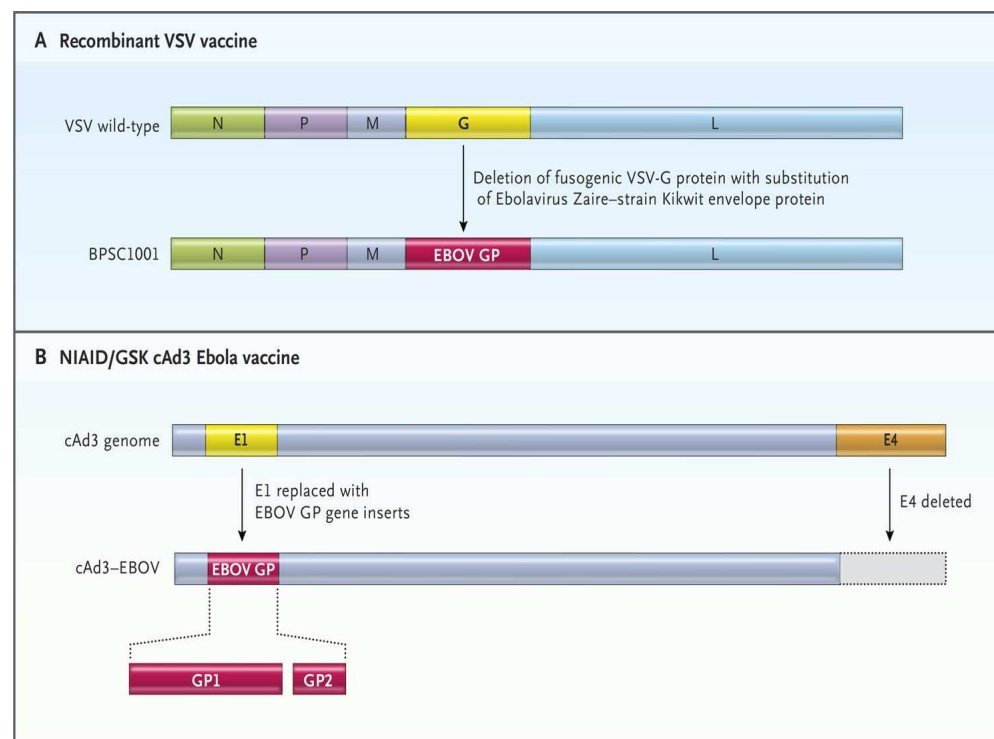 A Recombinant VSV vaccine
VSV wild-type
N P M G L
Deletion of fusogenic VSV-G protein with substitution
of Ebolavirus Zaire–strain Kikwit envelope protein
BPSC1001
N P M EBOV GP L
B NIAID/GSK cAd3 Ebola vaccine
cAd3 genome
E1 E4
E1 replaced with
EBOV GP gene inserts
E4 deleted
cAd3–EBOV
EBOV GP
GP1 GP2